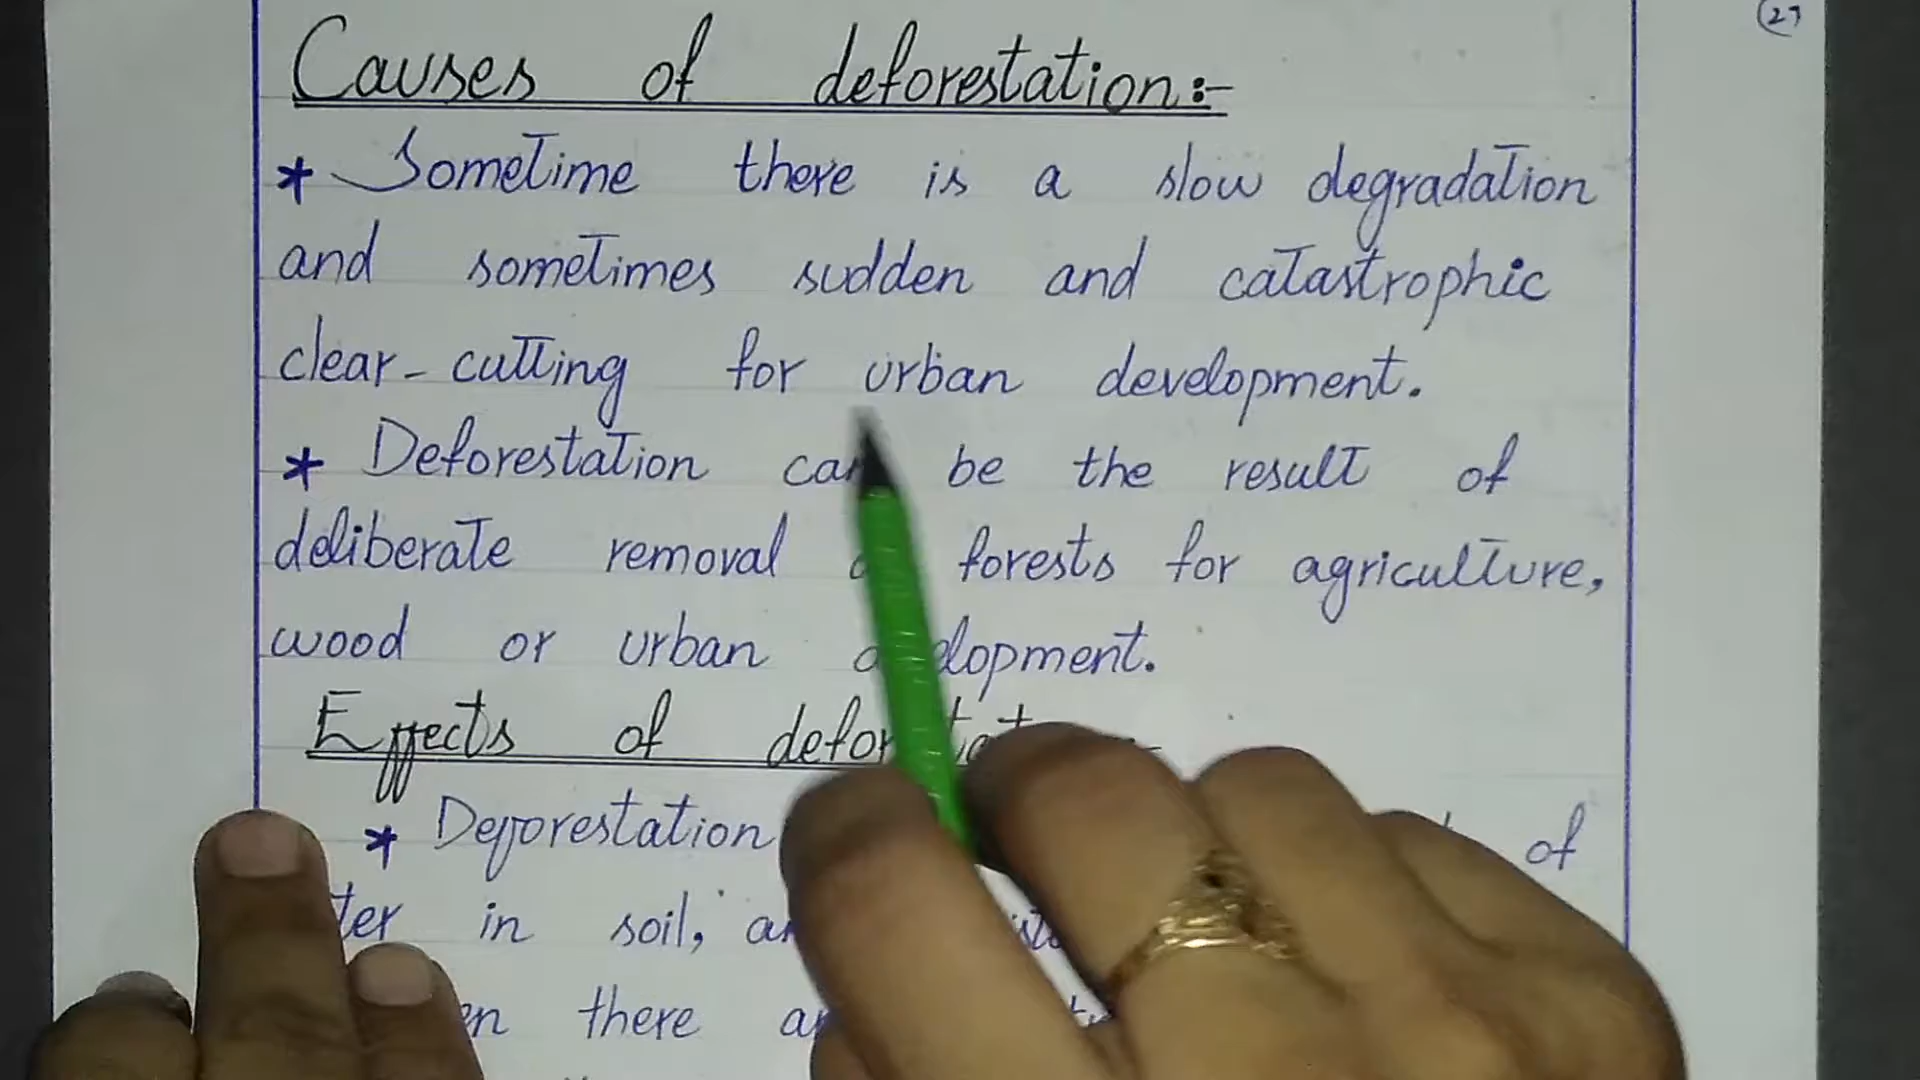 27
Causes of deforestation:-
* Sometime there is a slow degradation
and sometimes sudden and catastrophic
clear-cutting for urban development.
* Deforestation can be the result of
deliberate removal forests for agriculture,
wood or urban
Effects of
* Deforestation of
in soil,
there